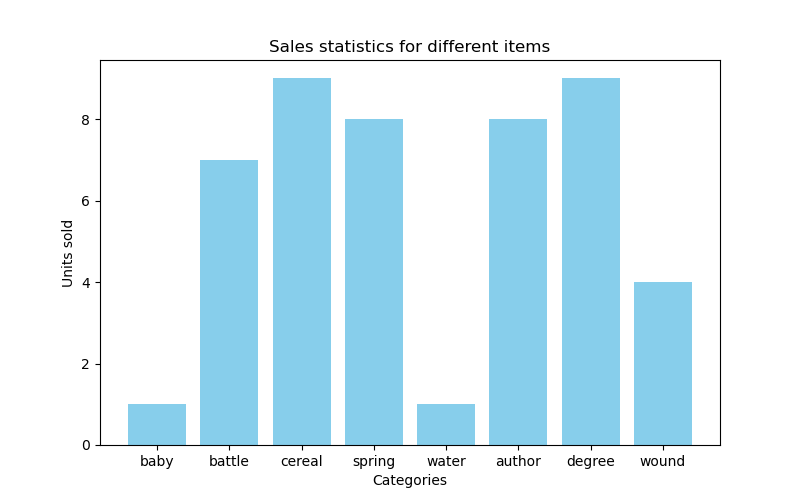 Sales statistics for different items
Units sold
8
6
4
2
0
baby battle cereal spring water author degree wound
Categories